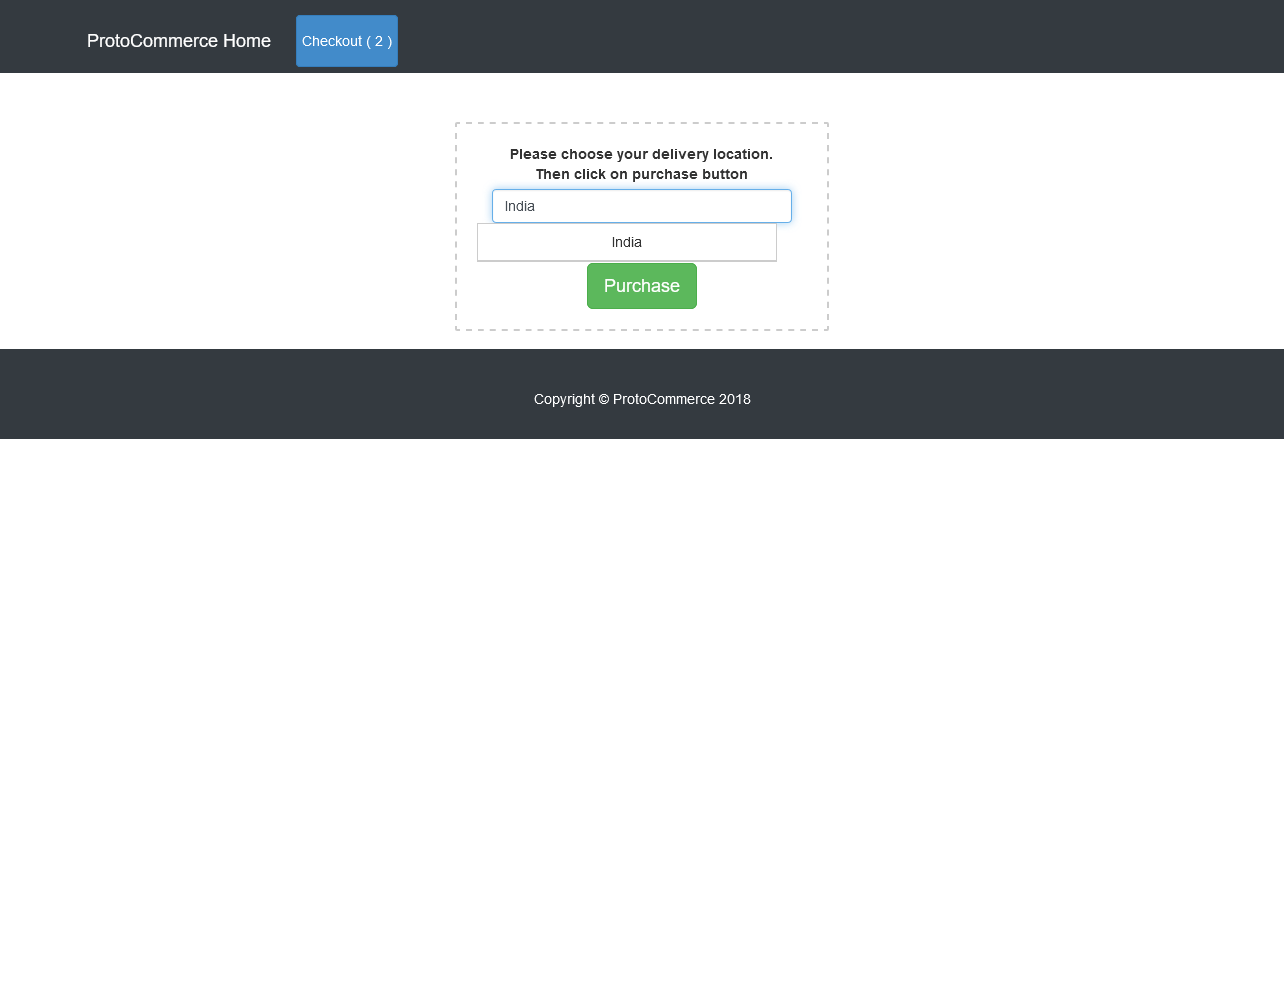 ProtoCommerce Home
Checkout ( 2 )
Please choose your delivery location.
Then click on purchase button
India
India
Purchase
Copyright © ProtoCommerce 2018